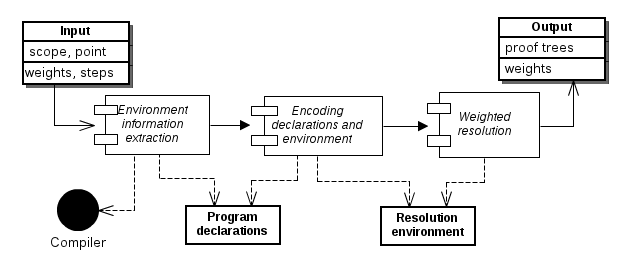 Input
scope, point
weights, steps
Output
proof trees
weights
Environment
information
extraction
Encoding
declarations and
environment
Weighted
resolution
Compiler
Program
declarations
Resolution
environment